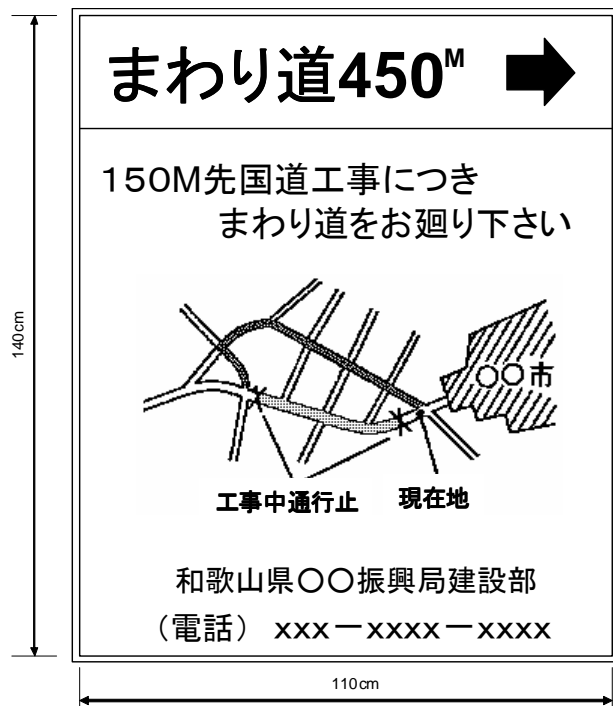 まわり道450M
150M先国道工事につき
まわり道をお廻り下さい
140cm
〇〇市
工事中通行止
現在地
和歌山県〇〇振興局建設部
（電話） xxx－xxxx－xxxx
110cm